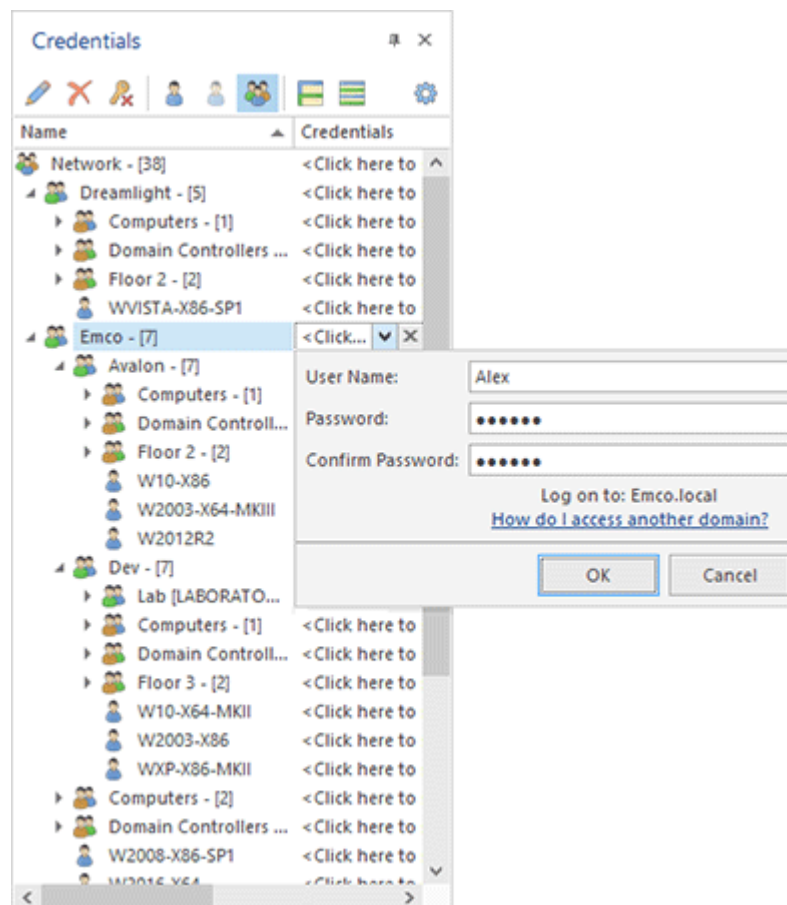 Credentials
Name Credentials
Network - [38] <Click here to
Dreamlight - [5] <Click here to
Computers - [1] <Click here to
Domain Controllers ... <Click here to
Floor 2 - [2] <Click here to
WVISTA-X86-SP1 <Click here to
Emco - [7] <Click...
Avalon - [7]
Computers - [1]
Domain Controll...
Floor 2 - [2]
W10-X86
W2003-X64-MKIII
W2012R2
Dev - [7]
Lab [LABORATO...
User Name: Alex
Password: ●●●●●●
Confirm Password: ●●●●●●
Log on to: Emco.local
How do I access another domain?
OK Cancel
Computers - [1] <Click here to
Domain Controll... <Click here to
Floor 3 - [2] <Click here to
W10-X64-MKII <Click here to
W2003-X86 <Click here to
WXP-X86-MKII <Click here to
Computers - [2] <Click here to
Domain Controllers ... <Click here to
W2008-X86-SP1 <Click here to
W2016-X64 <Click here to